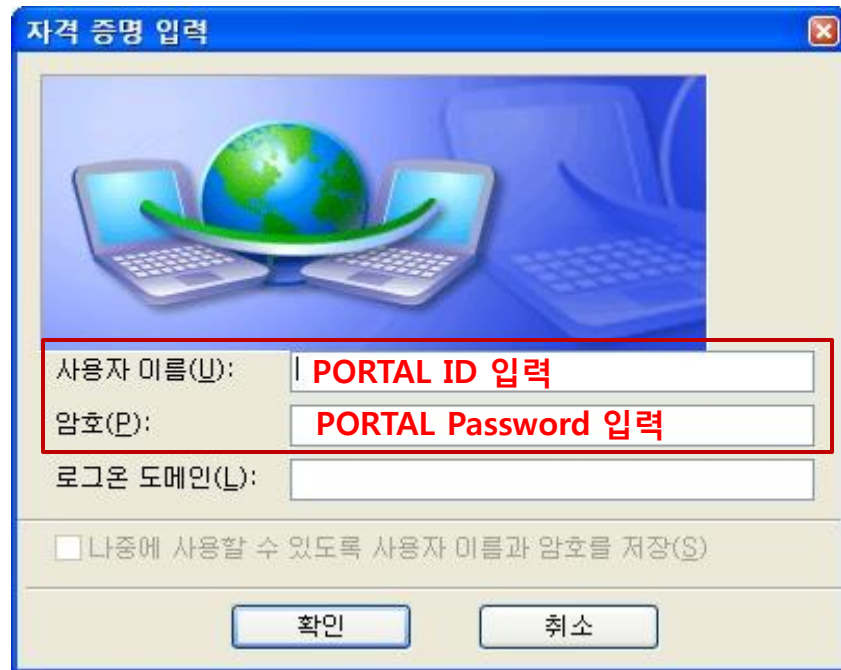 자격 증명 입력
사용자 이름(U): PORTAL ID 입력
암호(P): PORTAL Password 입력
로그온 도메인(L):
나중에 사용할 수 있도록 사용자 이름과 암호를 저장(S)
확인 취소